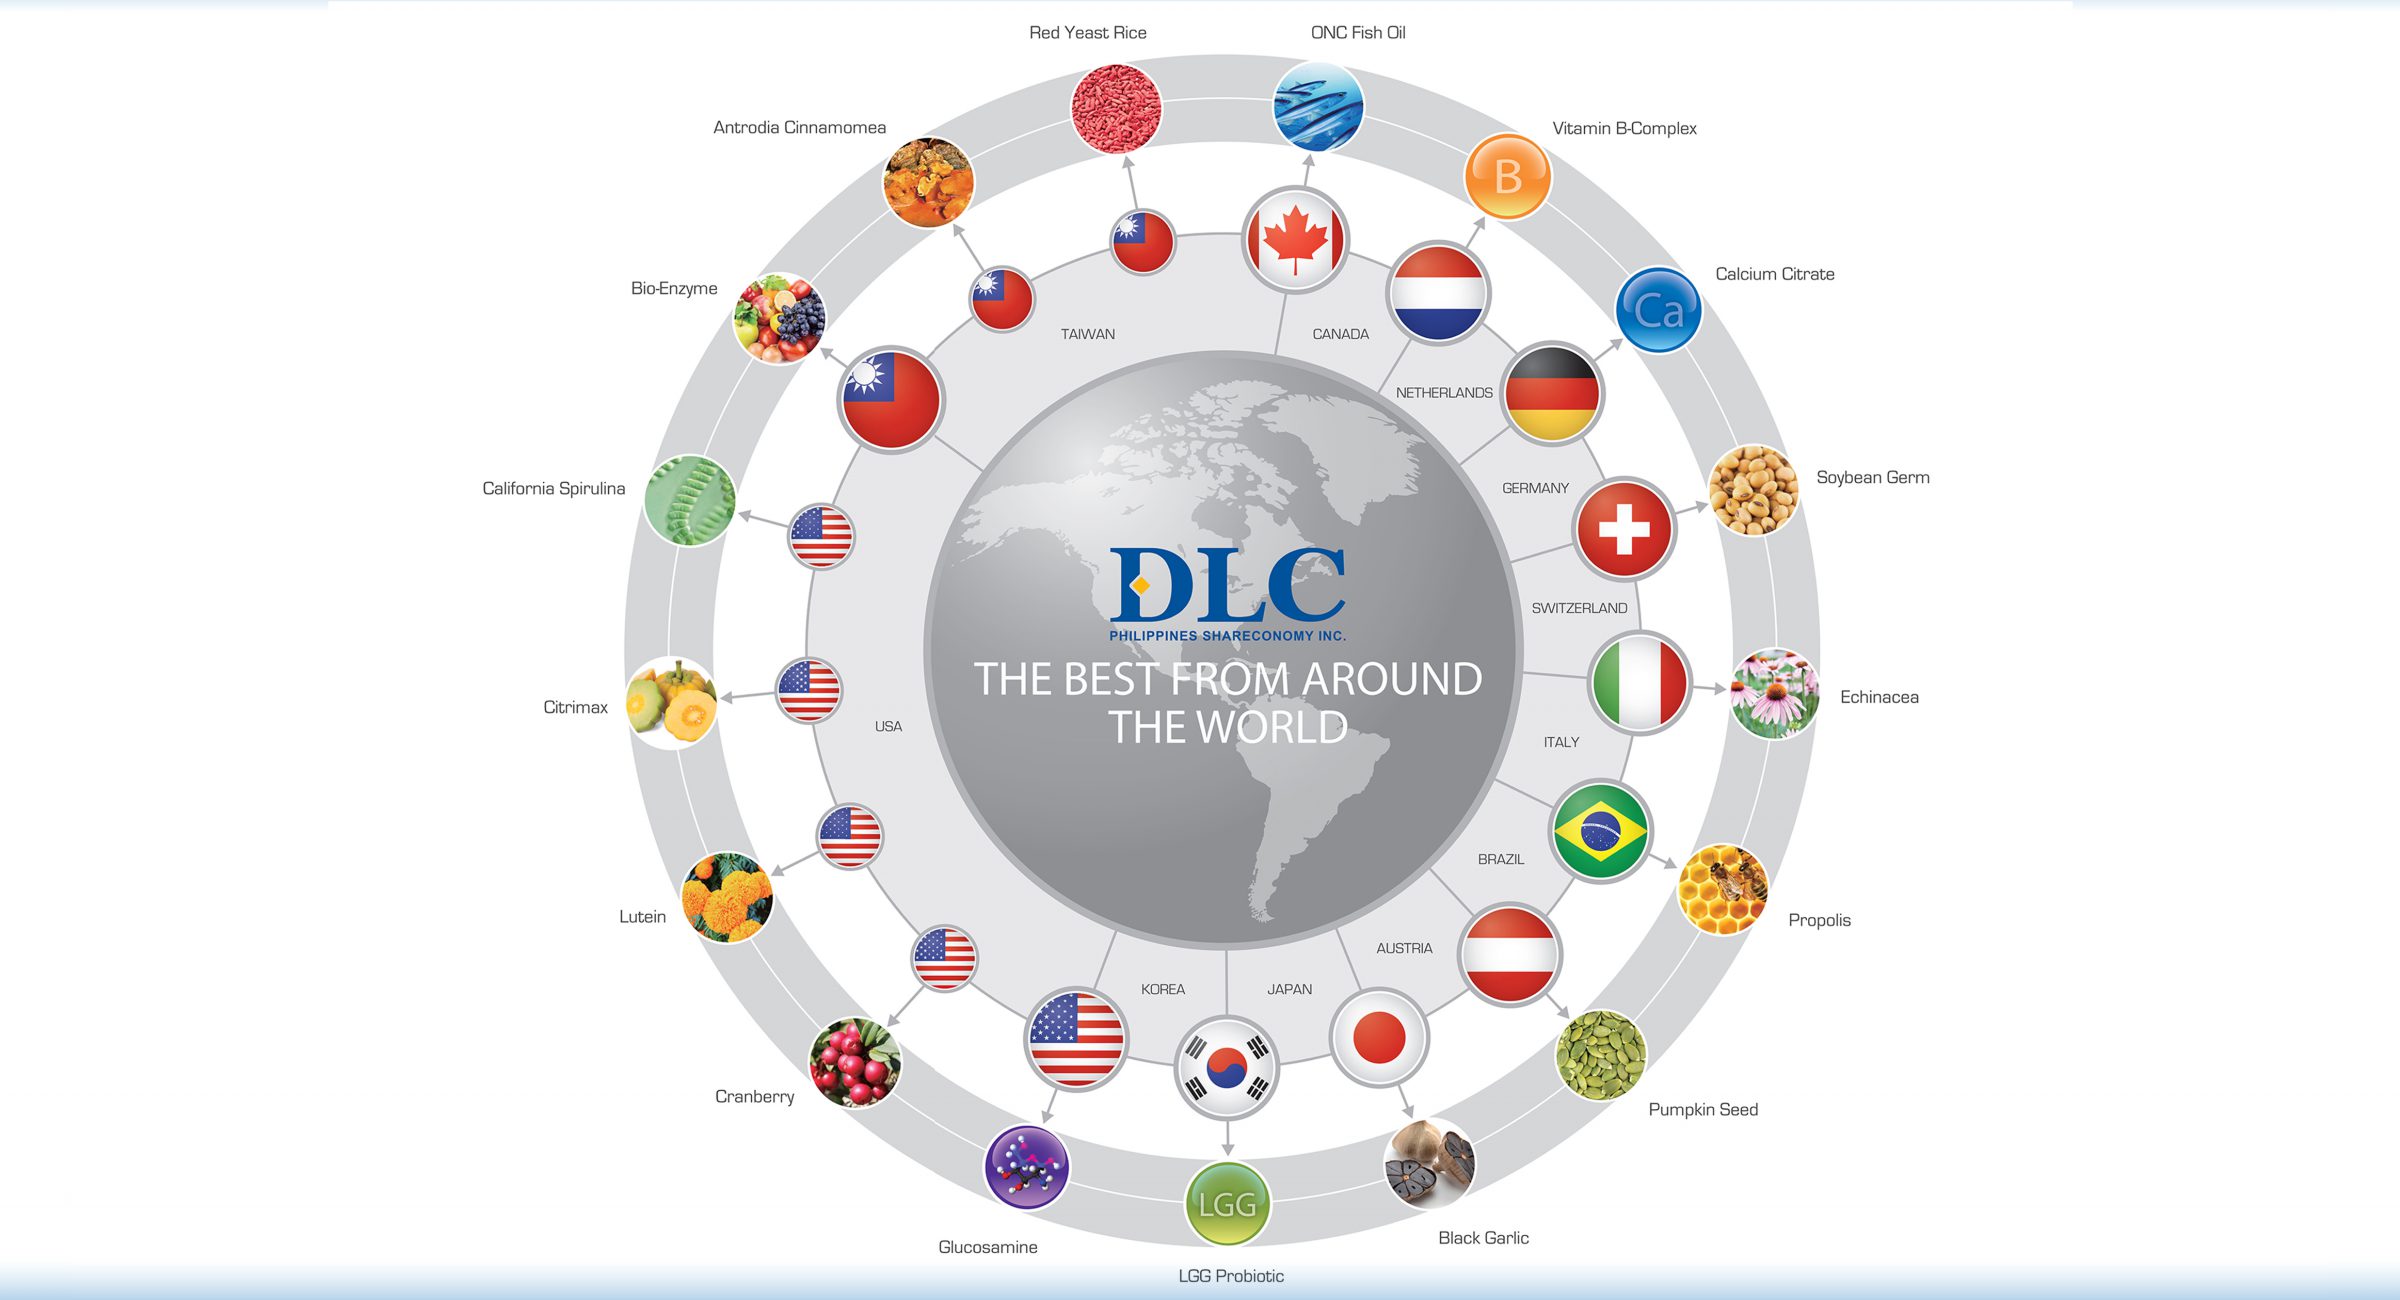 Red Yeast Rice
ONC Fish Oil
Antrodia Cinnamomea
Vitamin B-Complex
B
Bio-Enzyme
Calcium Citrate
Ca
TAIWAN
CANADA
NETHERLANDS
California Spirulina
Soybean Germ
GERMANY
DLC
PHILIPPINES SHARECONOMY INC.
THE BEST FROM AROUND
THE WORLD
SWITZERLAND
Citrimax
Echinacea
USA
ITALY
BRAZIL
Lutein
Propolis
AUSTRIA
KOREA
JAPAN
Cranberry
Pumpkin Seed
LGG
Glucosamine
Black Garlic
LGG Probiotic